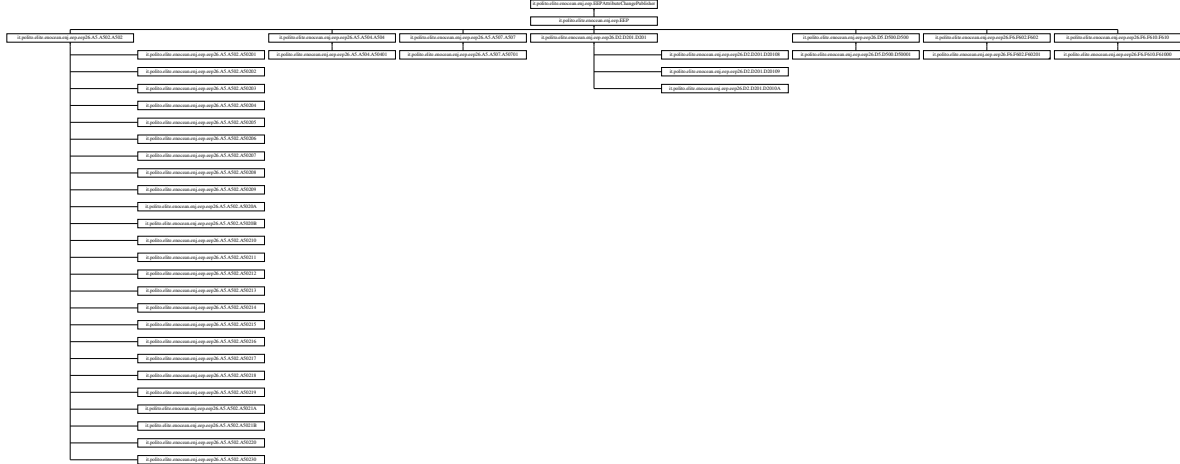 it.polito.elite.enocean.enj.eep.EEPAttributeChangePublisher
it.polito.elite.enocean.enj.eep.EEP
it.polito.elite.enocean.enj.eep.eep26.A5.A502.A502
it.polito.elite.enocean.enj.eep.eep26.A5.A504.A504
it.polito.elite.enocean.enj.eep.eep26.A5.A507.A507
it.polito.elite.enocean.enj.eep.eep26.D2.D201.D201
it.polito.elite.enocean.enj.eep.eep26.D5.D500.D500
it.polito.elite.enocean.enj.eep.eep26.F6.F602.F602
it.polito.elite.enocean.enj.eep.eep26.F6.F610.F610
it.polito.elite.enocean.enj.eep.eep26.A5.A502.A50201
it.polito.elite.enocean.enj.eep.eep26.A5.A504.A50401
it.polito.elite.enocean.enj.eep.eep26.A5.A507.A50701
it.polito.elite.enocean.enj.eep.eep26.D2.D201.D20108
it.polito.elite.enocean.enj.eep.eep26.D5.D500.D50001
it.polito.elite.enocean.enj.eep.eep26.F6.F602.F60201
it.polito.elite.enocean.enj.eep.eep26.F6.F610.F61000
it.polito.elite.enocean.enj.eep.eep26.A5.A502.A50202
it.polito.elite.enocean.enj.eep.eep26.D2.D201.D20109
it.polito.elite.enocean.enj.eep.eep26.A5.A502.A50203
it.polito.elite.enocean.enj.eep.eep26.D2.D201.D2010A
it.polito.elite.enocean.enj.eep.eep26.A5.A502.A50204
it.polito.elite.enocean.enj.eep.eep26.A5.A502.A50205
it.polito.elite.enocean.enj.eep.eep26.A5.A502.A50206
it.polito.elite.enocean.enj.eep.eep26.A5.A502.A50207
it.polito.elite.enocean.enj.eep.eep26.A5.A502.A50208
it.polito.elite.enocean.enj.eep.eep26.A5.A502.A50209
it.polito.elite.enocean.enj.eep.eep26.A5.A502.A5020A
it.polito.elite.enocean.enj.eep.eep26.A5.A502.A5020B
it.polito.elite.enocean.enj.eep.eep26.A5.A502.A50210
it.polito.elite.enocean.enj.eep.eep26.A5.A502.A50211
it.polito.elite.enocean.enj.eep.eep26.A5.A502.A50212
it.polito.elite.enocean.enj.eep.eep26.A5.A502.A50213
it.polito.elite.enocean.enj.eep.eep26.A5.A502.A50214
it.polito.elite.enocean.enj.eep.eep26.A5.A502.A50215
it.polito.elite.enocean.enj.eep.eep26.A5.A502.A50216
it.polito.elite.enocean.enj.eep.eep26.A5.A502.A50217
it.polito.elite.enocean.enj.eep.eep26.A5.A502.A50218
it.polito.elite.enocean.enj.eep.eep26.A5.A502.A50219
it.polito.elite.enocean.enj.eep.eep26.A5.A502.A5021A
it.polito.elite.enocean.enj.eep.eep26.A5.A502.A5021B
it.polito.elite.enocean.enj.eep.eep26.A5.A502.A50220
it.polito.elite.enocean.enj.eep.eep26.A5.A502.A50230